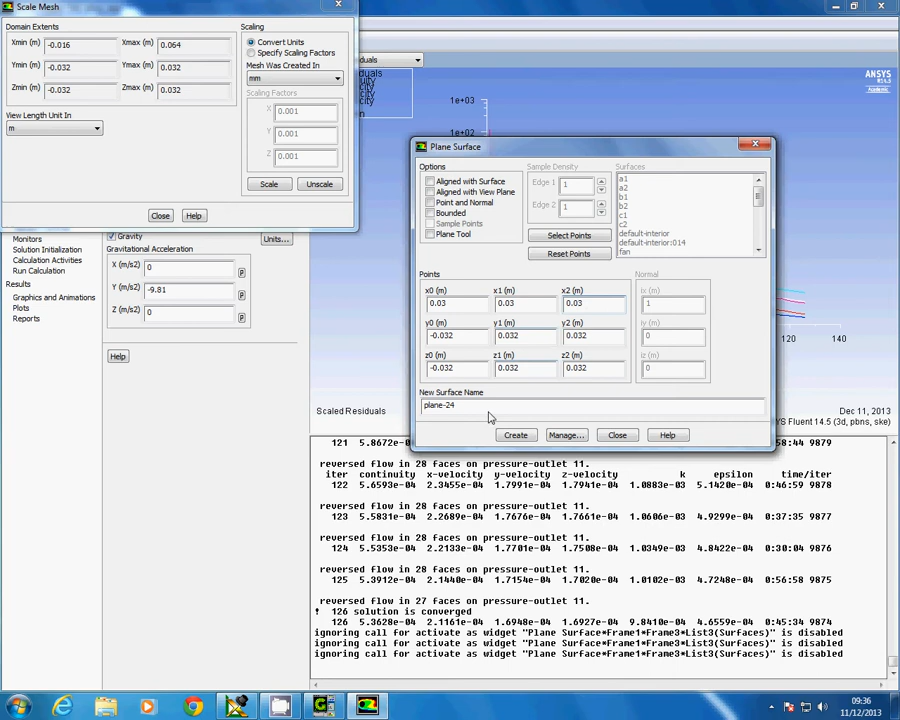 Scale Mesh
Domain Extents
Xmin (m) -0.016 Xmax (m) 0.064
Ymin (m) -0.032 Ymax (m) 0.032
Zmin (m) -0.032 Zmax (m) 0.032
View Length Unit In
m
Scaling
Convert Units
Specify Scaling Factors
Mesh Was Created In
mm
Scaling Factors
X 0.001
Y 0.001
Z 0.001
Scale Unscale
Close Help
Monitors
Solution Initialization
Calculation Activities
Run Calculation
Results
Graphics and Animations
Plots
Reports
Gravity
Units...
Gravitational Acceleration
X (m/s2) 0 P
Y (m/s2) -9.81 P
Z (m/s2) 0 P
Help
duals
uals
uity
city
city
city
n
1e+03
1e+02
ANSYS
R14.5
Academic
Plane Surface
Options
Aligned with Surface
Aligned with View Plane
Point and Normal
Bounded
Sample Points
Plane Tool
Sample Density
Edge 1 1
Edge 2 1
Select Points
Reset Points
Surfaces
a1
a2
b1
b2
c1
c2
default-interior
default-interior:014
fan
Points
x0 (m) x1 (m) x2 (m)
0.03 0.03 0.03
y0 (m) y1 (m) y2 (m)
-0.032 0.032 0.032
z0 (m) z1 (m) z2 (m)
-0.032 0.032 0.032
Normal
ix (m)
1
iy (m)
0
iz (m)
0
New Surface Name
plane-24
Create Manage... Close Help
120 140
Scaled Residuals
Dec 11, 2013
YS Fluent 14.5 (3d, pbns, ske)
reversed flow in 28 faces on pressure-outlet 11.
iter continuity x-velocity y-velocity z-velocity k epsilon time/iter
122 5.6593e-04 2.3455e-04 1.7991e-04 1.7941e-04 1.0883e-03 5.1420e-04 0:46:59 9878
reversed flow in 28 faces on pressure-outlet 11.
123 5.5831e-04 2.2689e-04 1.7676e-04 1.7661e-04 1.0606e-03 4.9299e-04 0:37:35 9877
reversed flow in 28 faces on pressure-outlet 11.
124 5.5353e-04 2.2133e-04 1.7701e-04 1.7508e-04 1.0349e-03 4.8422e-04 0:30:04 9876
reversed flow in 28 faces on pressure-outlet 11.
125 5.3912e-04 2.1440e-04 1.7154e-04 1.7020e-04 1.0102e-03 4.7248e-04 0:56:58 9875
reversed flow in 27 faces on pressure-outlet 11.
! 126 solution is converged
126 5.3628e-04 2.1161e-04 1.6948e-04 1.6927e-04 9.8410e-04 4.6559e-04 0:45:34 9874
ignoring call for activate as widget "Plane Surface*Frame1*Frame3*List3(Surfaces)" is disabled
ignoring call for activate as widget "Plane Surface*Frame1*Frame3*List3(Surfaces)" is disabled
ignoring call for activate as widget "Plane Surface*Frame1*Frame3*List3(Surfaces)" is disabled
09:36
11/12/2013